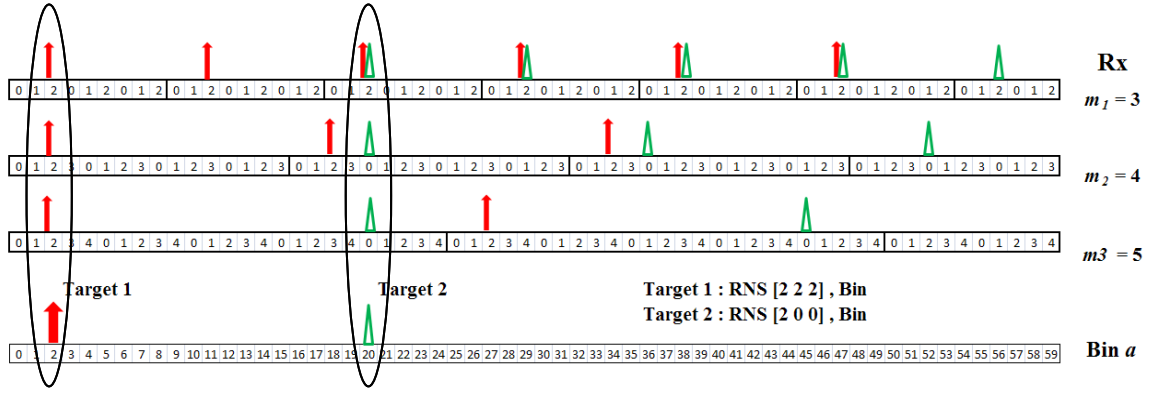 Rx
0 1 2 0 1 2 0 1 2 0 1 2 0 1 2 0 1 2 0 1 2 0 1 2 0 1 2 0 1 2 0 1 2 0 1 2 0 1 2 0 1 2 0 1 2 0 1 2 0 1 2 0 1 2 0 1 2 0 1 2
m1 = 3
0 1 2 3 0 1 2 3 0 1 2 3 0 1 2 3 0 1 2 3 0 1 2 3 0 1 2 3 0 1 2 3 0 1 2 3 0 1 2 3 0 1 2 3 0 1 2 3 0 1 2 3 0 1 2 3 0 1 2 3
m2 = 4
0 1 2 3 4 0 1 2 3 4 0 1 2 3 4 0 1 2 3 4 0 1 2 3 4 0 1 2 3 4 0 1 2 3 4 0 1 2 3 4 0 1 2 3 4 0 1 2 3 4 0 1 2 3 4 0 1 2 3 4
m3 = 5
Target 1
Target 2
Target 1 : RNS [2 2 2] , Bin
Target 2 : RNS [2 0 0] , Bin
0 1 2 3 4 5 6 7 8 9 10 11 12 13 14 15 16 17 18 19 20 21 22 23 24 25 26 27 28 29 30 31 32 33 34 35 36 37 38 39 40 41 42 43 44 45 46 47 48 49 50 51 52 53 54 55 56 57 58 59
Bin a